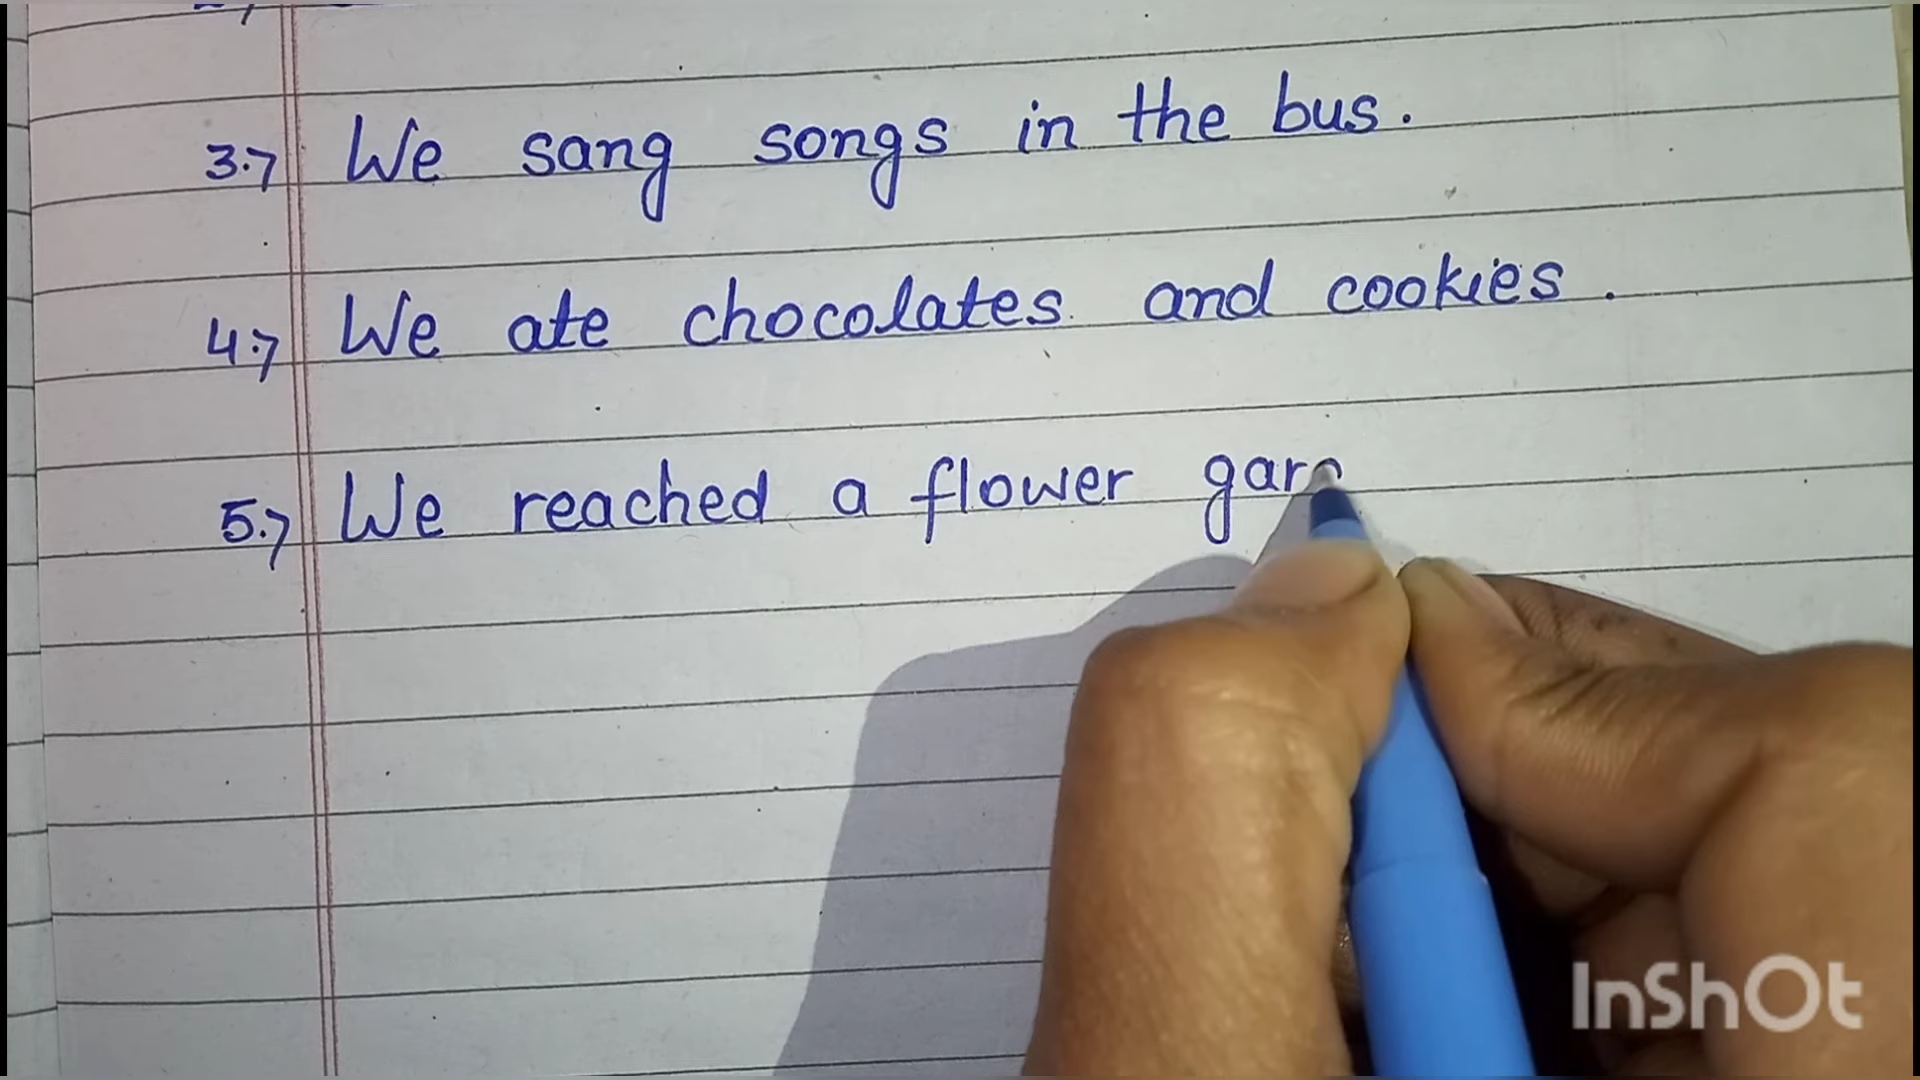 3.> We sang songs in the bus.
4.> We ate chocolates and cookies.
5.> We reached a flower gar
InShOt